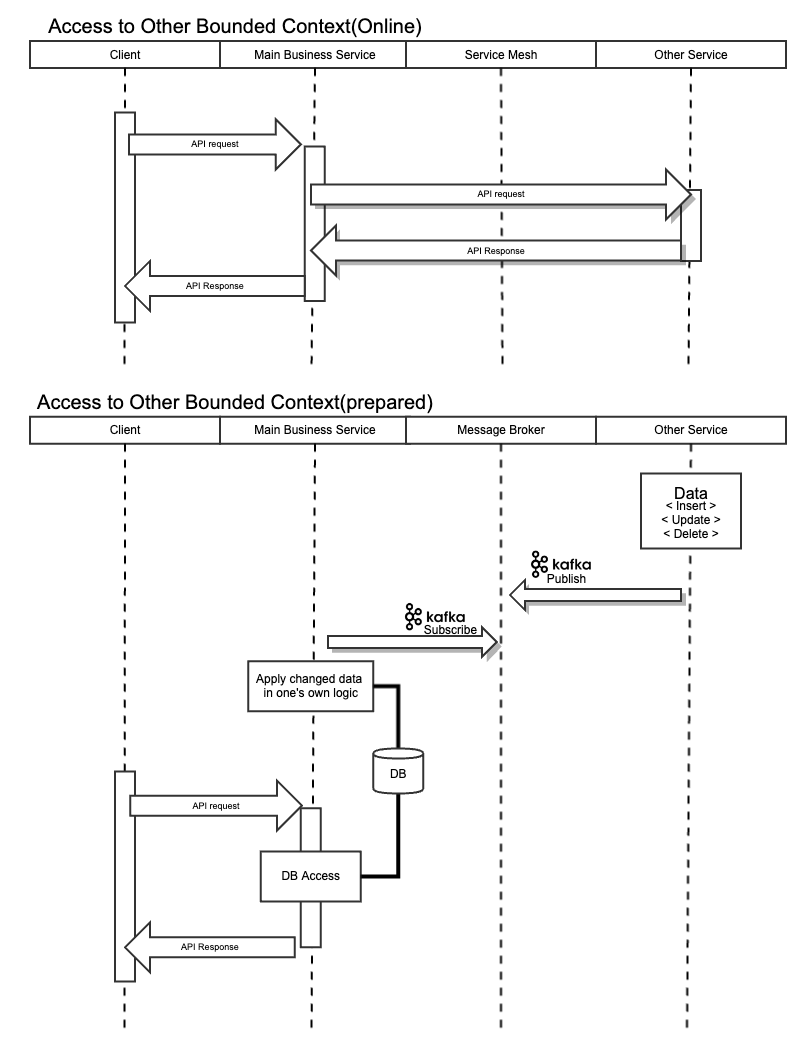 Access to Other Bounded Context(Online)
Client
Main Business Service
Service Mesh
Other Service
API request
API request
API Response
API Response
Access to Other Bounded Context(prepared)
Client
Main Business Service
Message Broker
Other Service
Data
< Insert >
< Update >
< Delete >
kafka
Publish
kafka
Subscribe
Apply changed data
in one's own logic
DB
API request
DB Access
API Response